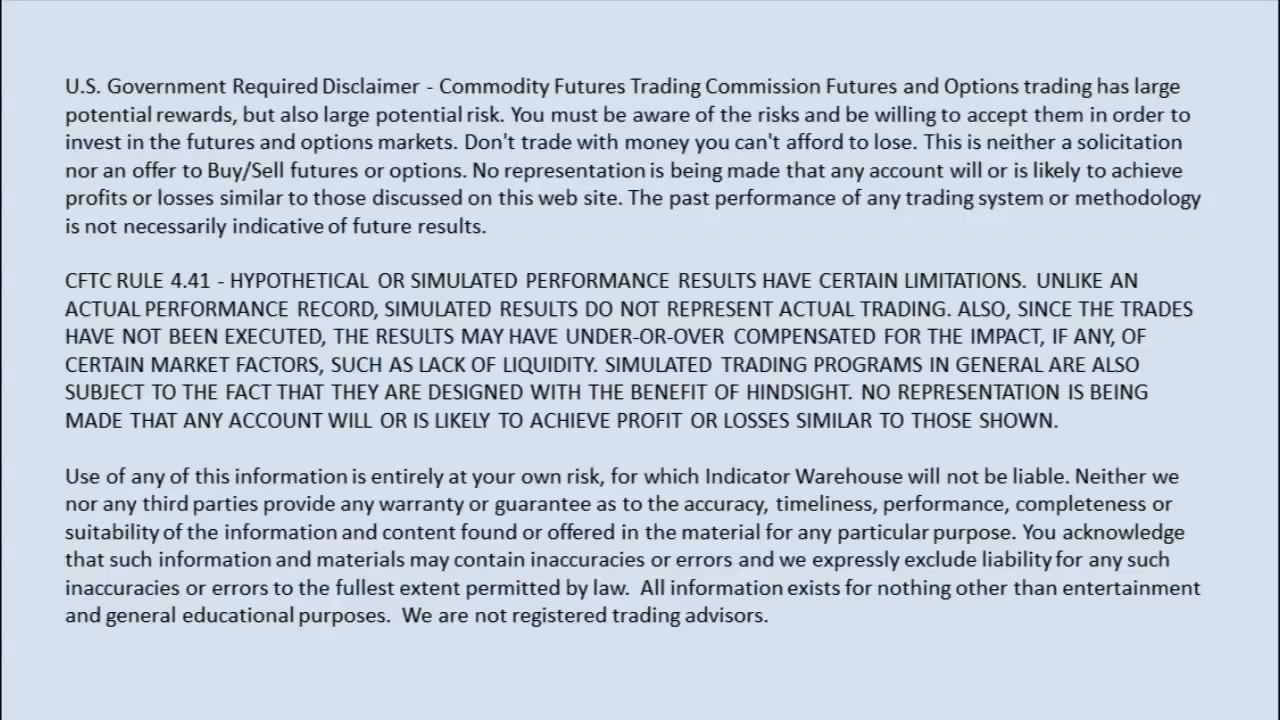 U.S. Government Required Disclaimer - Commodity Futures Trading Commission Futures and Options trading has large
potential rewards, but also large potential risk. You must be aware of the risks and be willing to accept them in order to
invest in the futures and options markets. Don't trade with money you can't afford to lose. This is neither a solicitation
nor an offer to Buy/Sell futures or options. No representation is being made that any account will or is likely to achieve
profits or losses similar to those discussed on this web site. The past performance of any trading system or methodology
is not necessarily indicative of future results.
CFTC RULE 4.41 - HYPOTHETICAL OR SIMULATED PERFORMANCE RESULTS HAVE CERTAIN LIMITATIONS. UNLIKE AN
ACTUAL PERFORMANCE RECORD, SIMULATED RESULTS DO NOT REPRESENT ACTUAL TRADING. ALSO, SINCE THE TRADES
HAVE NOT BEEN EXECUTED, THE RESULTS MAY HAVE UNDER-OR-OVER COMPENSATED FOR THE IMPACT, IF ANY, OF
CERTAIN MARKET FACTORS, SUCH AS LACK OF LIQUIDITY. SIMULATED TRADING PROGRAMS IN GENERAL ARE ALSO
SUBJECT TO THE FACT THAT THEY ARE DESIGNED WITH THE BENEFIT OF HINDSIGHT. NO REPRESENTATION IS BEING
MADE THAT ANY ACCOUNT WILL OR IS LIKELY TO ACHIEVE PROFIT OR LOSSES SIMILAR TO THOSE SHOWN.
Use of any of this information is entirely at your own risk, for which Indicator Warehouse will not be liable. Neither we
nor any third parties provide any warranty or guarantee as to the accuracy, timeliness, performance, completeness or
suitability of the information and content found or offered in the material for any particular purpose. You acknowledge
that such information and materials may contain inaccuracies or errors and we expressly exclude liability for any such
inaccuracies or errors to the fullest extent permitted by law. All information exists for nothing other than entertainment
and general educational purposes. We are not registered trading advisors.